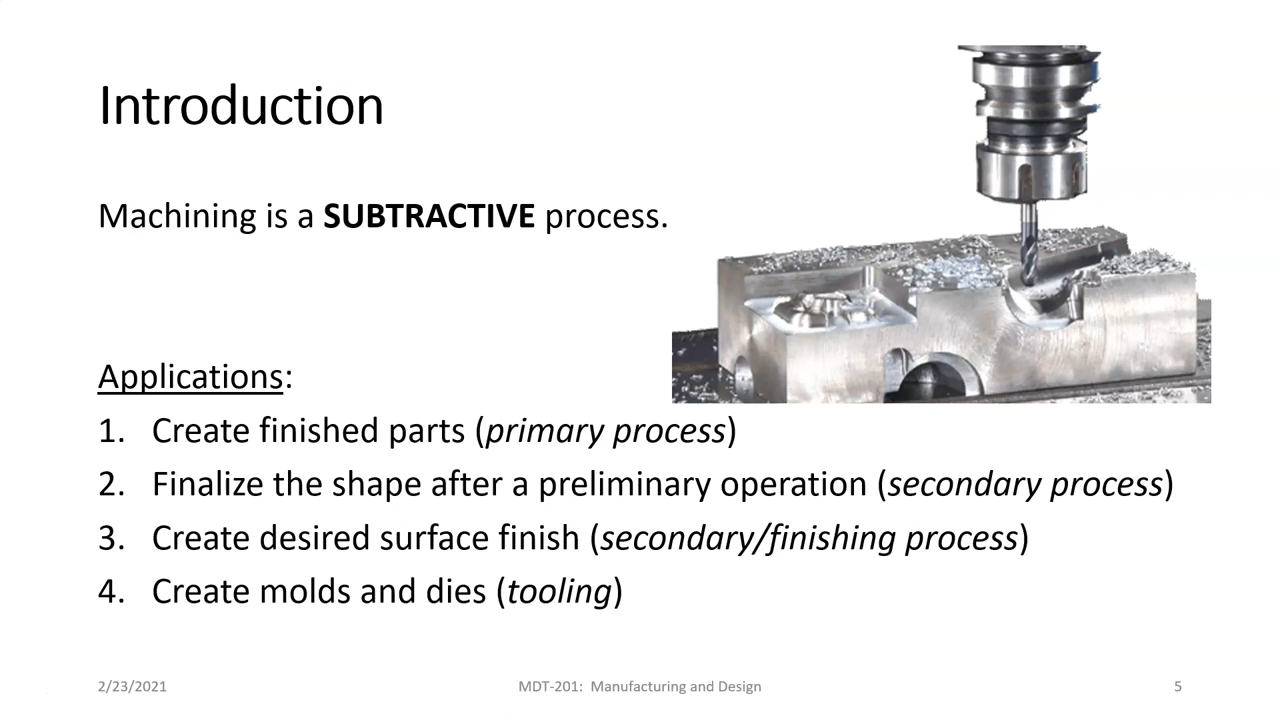 Introduction
Machining is a SUBTRACTIVE process.
Applications:
1. Create finished parts (primary process)
2. Finalize the shape after a preliminary operation (secondary process)
3. Create desired surface finish (secondary/finishing process)
4. Create molds and dies (tooling)
2/23/2021
MDT-201: Manufacturing and Design
5